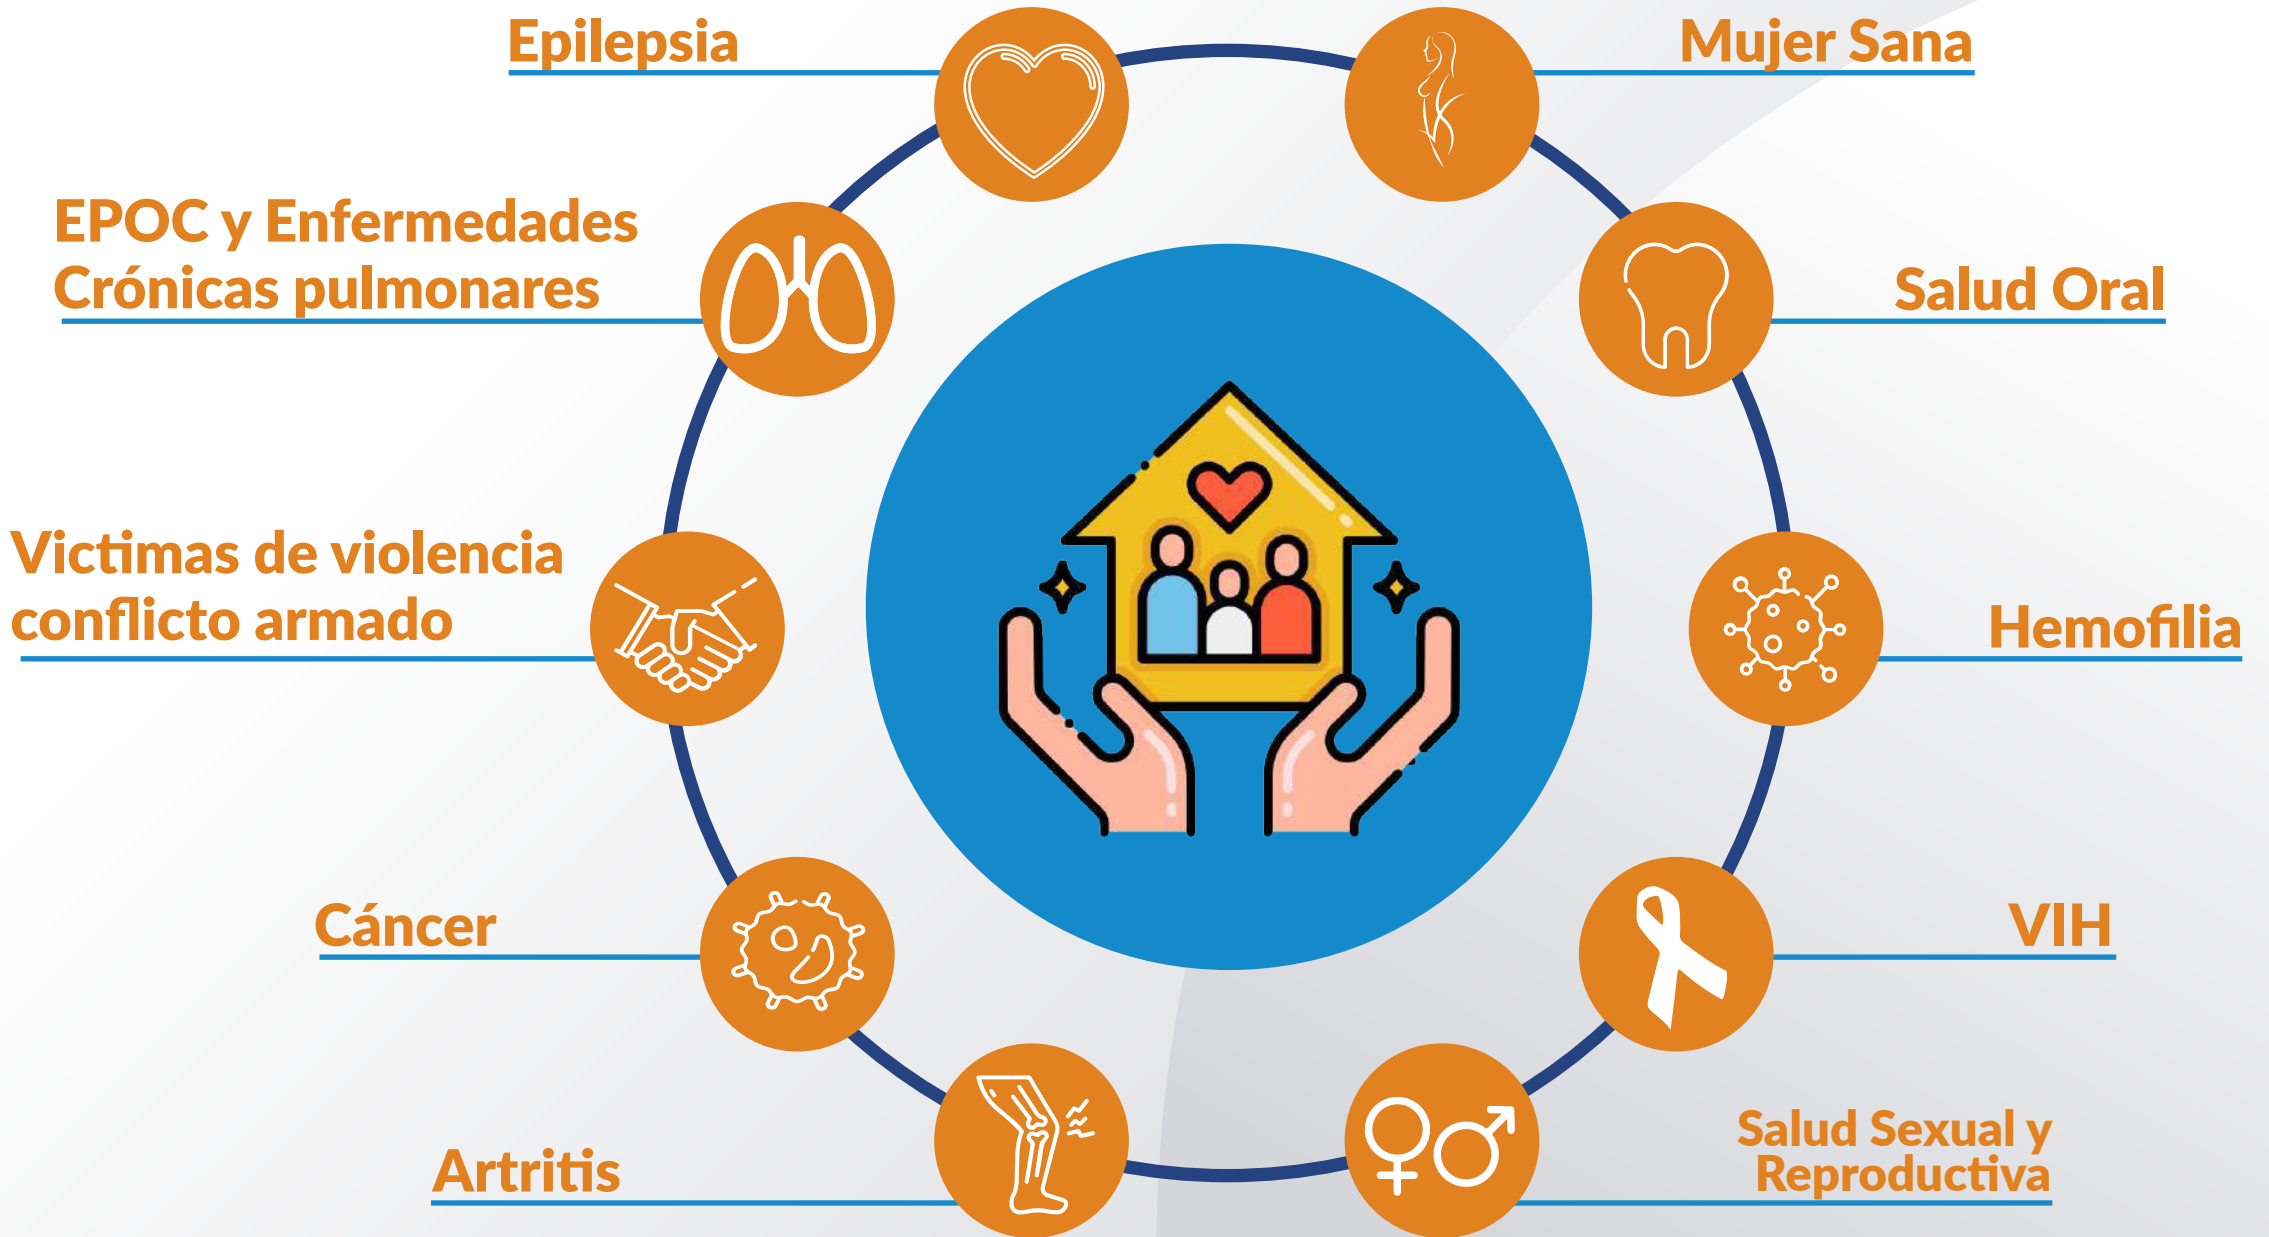 Epilepsia
Mujer Sana
EPOC y Enfermedades
Crónicas pulmonares
Salud Oral
Victimas de violencia
conflicto armado
Hemofilia
Cáncer
VIH
Artritis
Salud Sexual y
Reproductiva